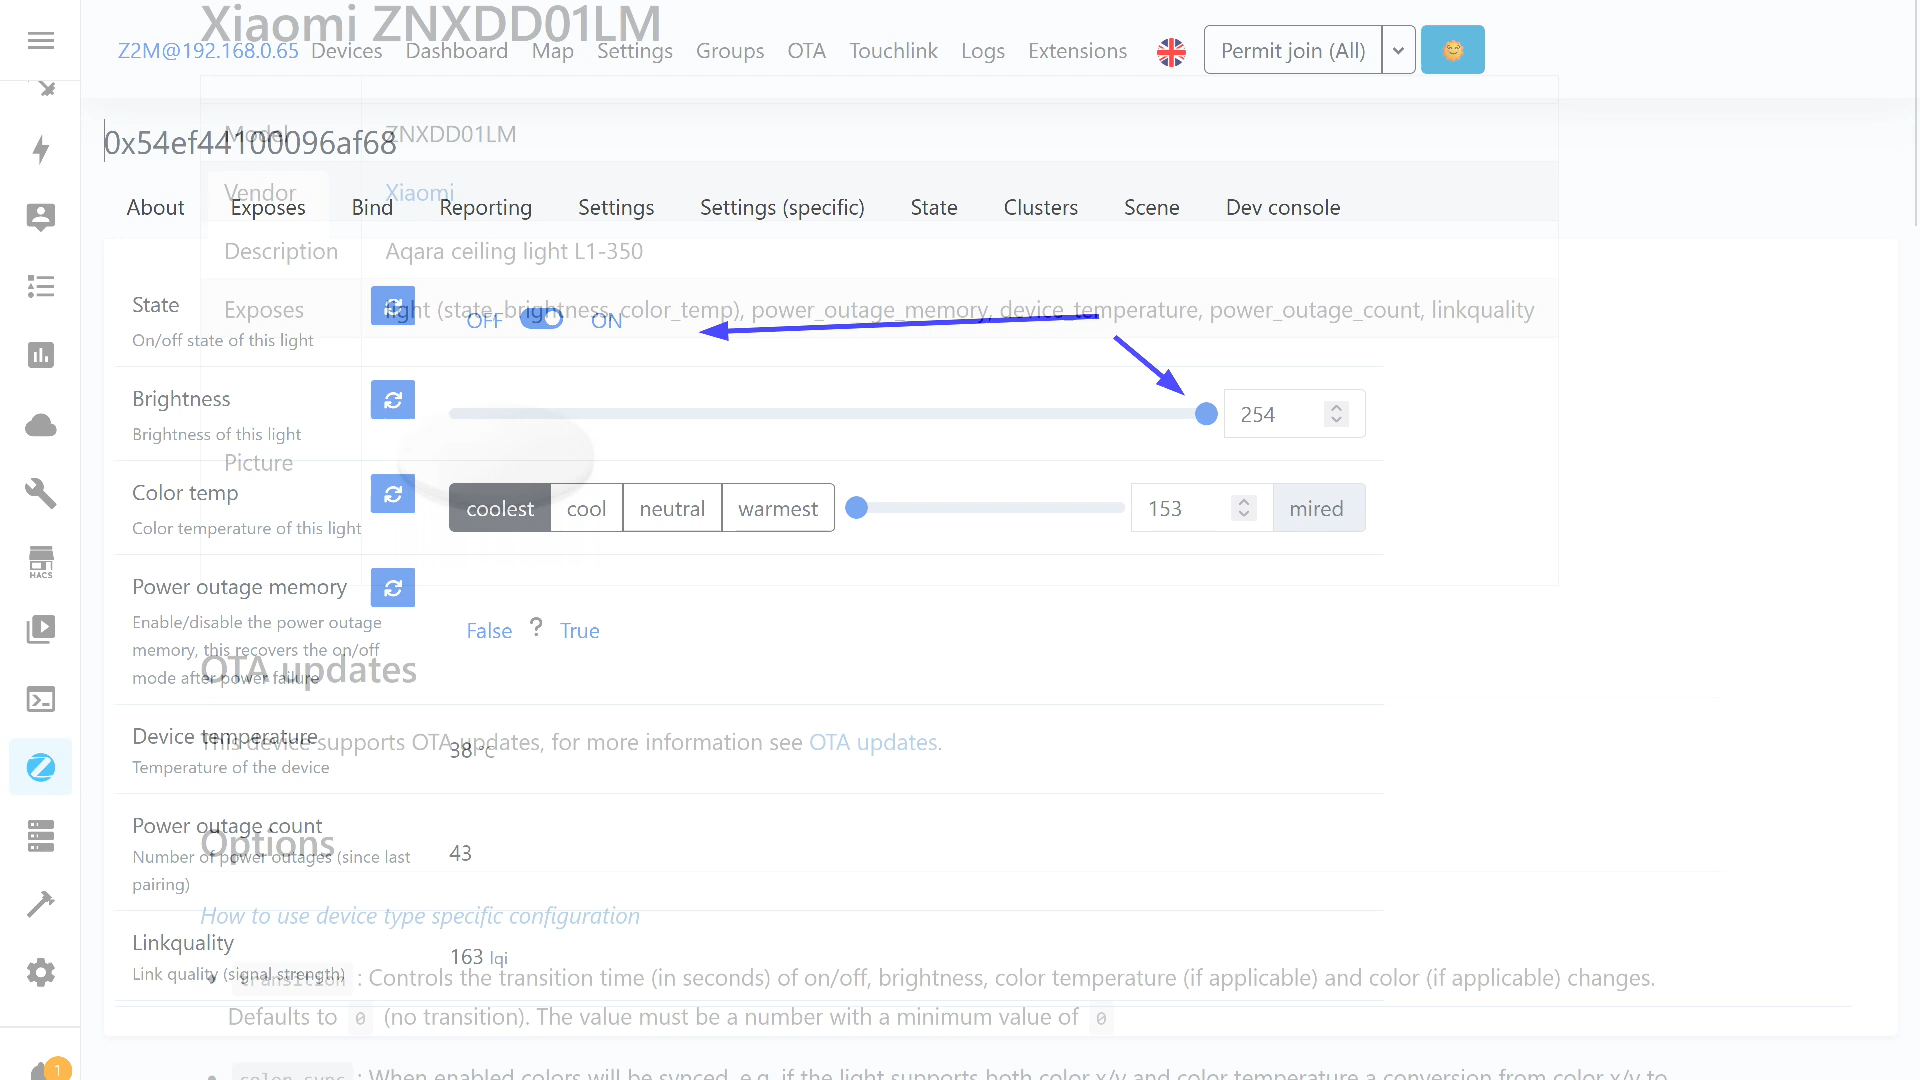 Xiaomi ZNXDD01LM
Z2M@192.168.0.65 Devices Dashboard Map Settings Groups OTA Touchlink Logs Extensions Permit join (All)
Model ZNXDD01LM
0x54ef44100096af68
Vendor Xiaomi
About Exposes Bind Reporting Settings Settings (specific) State Clusters Scene Dev console
Description Aqara ceiling light L1-350
State
Exposes light (state, brightness, color_temp), power_outage_memory, device_temperature, power_outage_count, linkquality
OFF ON
On/off state of this light
Brightness
254
Brightness of this light
Picture
Color temp
coolest cool neutral warmest 153 mired
Color temperature of this light
HACS
Power outage memory
Enable/disable the power outage
memory, this recovers the on/off
mode after power failure
False ? True
OTA updates
Device temperature
38 °C
Temperature of the device
This device supports OTA updates, for more information see OTA updates.
Power outage count
Number of power outages (since last
pairing)
43
Options
How to use device type specific configuration
Linkquality
163 lqi
Link quality (signal strength)
transition : Controls the transition time (in seconds) of on/off, brightness, color temperature (if applicable) and color (if applicable) changes.
Defaults to 0 (no transition). The value must be a number with a minimum value of 0
1
color_sync : When enabled colors will be synced, e.g. if the light supports both color x/y and color temperature a conversion from color x/y to